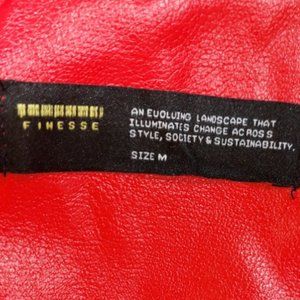 FINESSE
AN EVOLVING LANDSCAPE THAT
ILLUMINATES CHANGE ACROSS
STYLE, SOCIETY & SUSTAINABILITY.
SIZE M